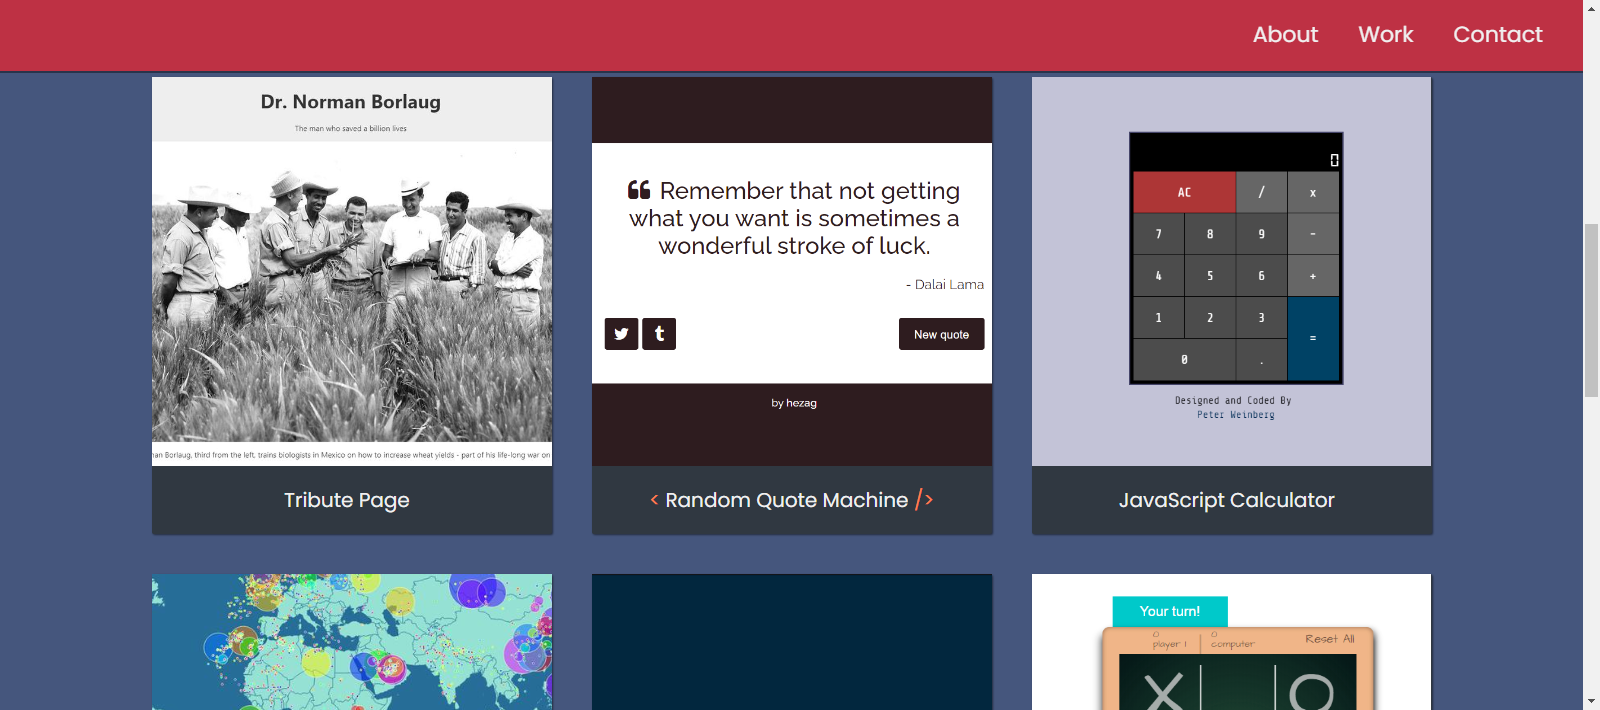 About
Work
Contact
Dr. Norman Borlaug
The man who saved a billion lives
Borlaug, third from the left, trains biologists in Mexico on how to increase wheat yields - part of his life-long war on
Tribute Page
“ Remember that not getting
what you want is sometimes a
wonderful stroke of luck.
- Dalai Lama
New quote
by hezag
< Random Quote Machine />
0
AC / x
7 8 9 -
4 5 6 +
1 2 3
=
0 .
Designed and Coded By
Peter Weinberg
JavaScript Calculator
Your turn!
0 0
player 1 computer Reset All
X O